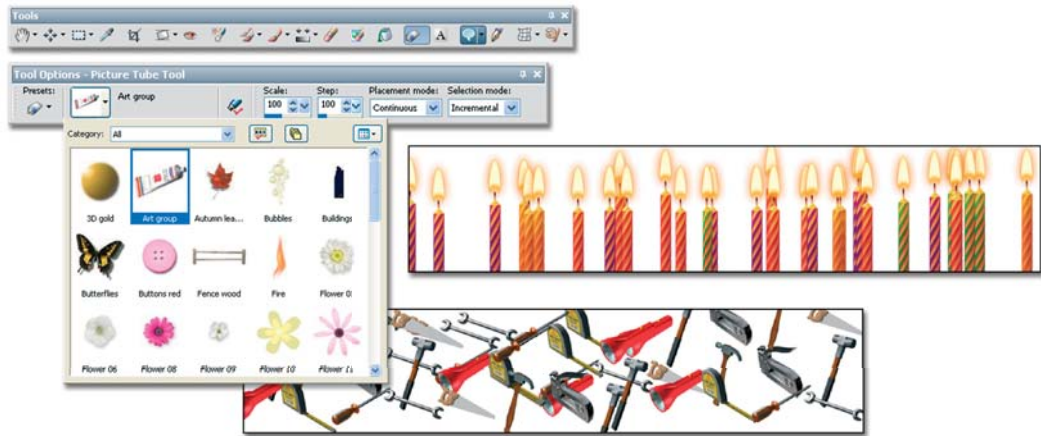 Tools
A
Tool Options - Picture Tube Tool
Presets:
Art group
Scale:
100
Step:
100
Placement mode:
Continuous
Selection mode:
Incremental
Category:
All
3D gold
Art group
Autumn lea...
Bubbles
Buildings
Butterflies
Buttons red
Fence wood
Fire
Flower 05
Flower 06
Flower 08
Flower 09
Flower 10